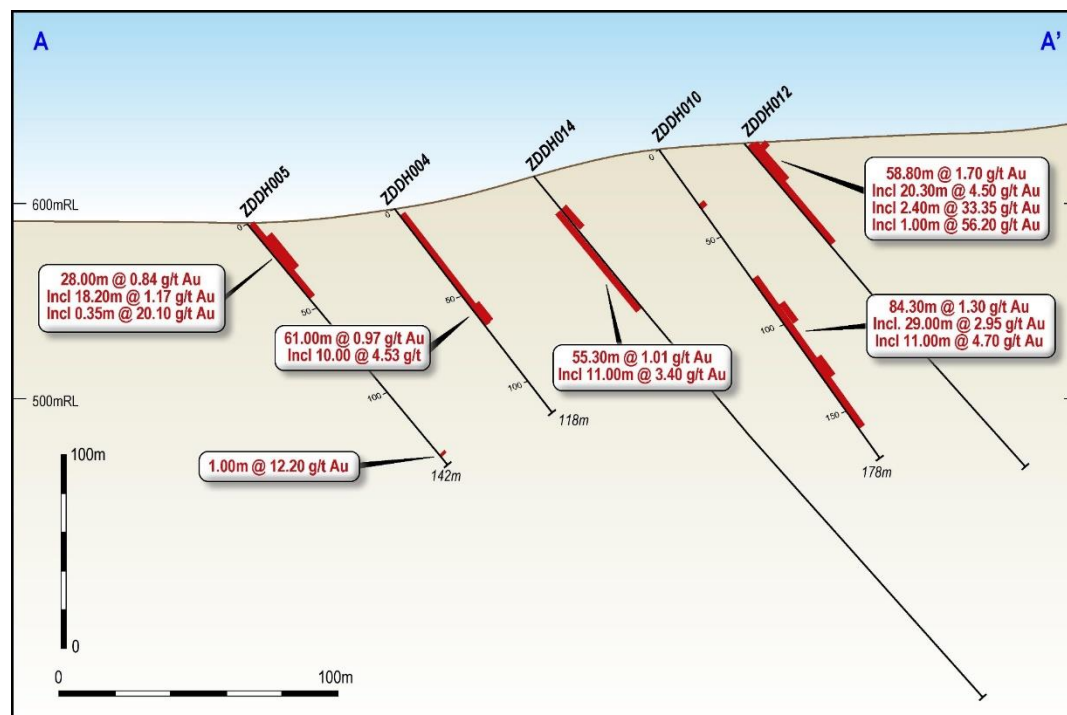 A
A'
ZDDH005
ZDDH004
ZDDH014
ZDDH010
ZDDH012
600mRL
500mRL
0
50
100
142m
0
50
100
118m
0
50
100
150
178m
28.00m @ 0.84 g/t Au
Incl 18.20m @ 1.17 g/t Au
Incl 0.35m @ 20.10 g/t Au
61.00m @ 0.97 g/t Au
Incl 10.00 @ 4.53 g/t
55.30m @ 1.01 g/t Au
Incl 11.00m @ 3.40 g/t Au
58.80m @ 1.70 g/t Au
Incl 20.30m @ 4.50 g/t Au
Incl 2.40m @ 33.35 g/t Au
Incl 1.00m @ 56.20 g/t Au
84.30m @ 1.30 g/t Au
Incl. 29.00m @ 2.95 g/t Au
Incl 11.00m @ 4.70 g/t Au
1.00m @ 12.20 g/t Au
100m
0
0
100m